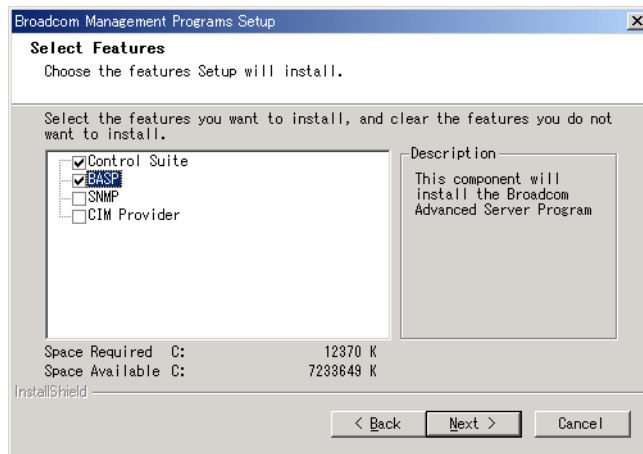 Broadcom Management Programs Setup
Select Features
Choose the features Setup will install.
Select the features you want to install, and clear the features you do not
want to install.
Control Suite
BASP
SNMP
CIM Provider
Description
This component will
install the Broadcom
Advanced Server Program
Space Required C: 12370 K
Space Available C: 7233649 K
InstallShield
< Back
Next >
Cancel